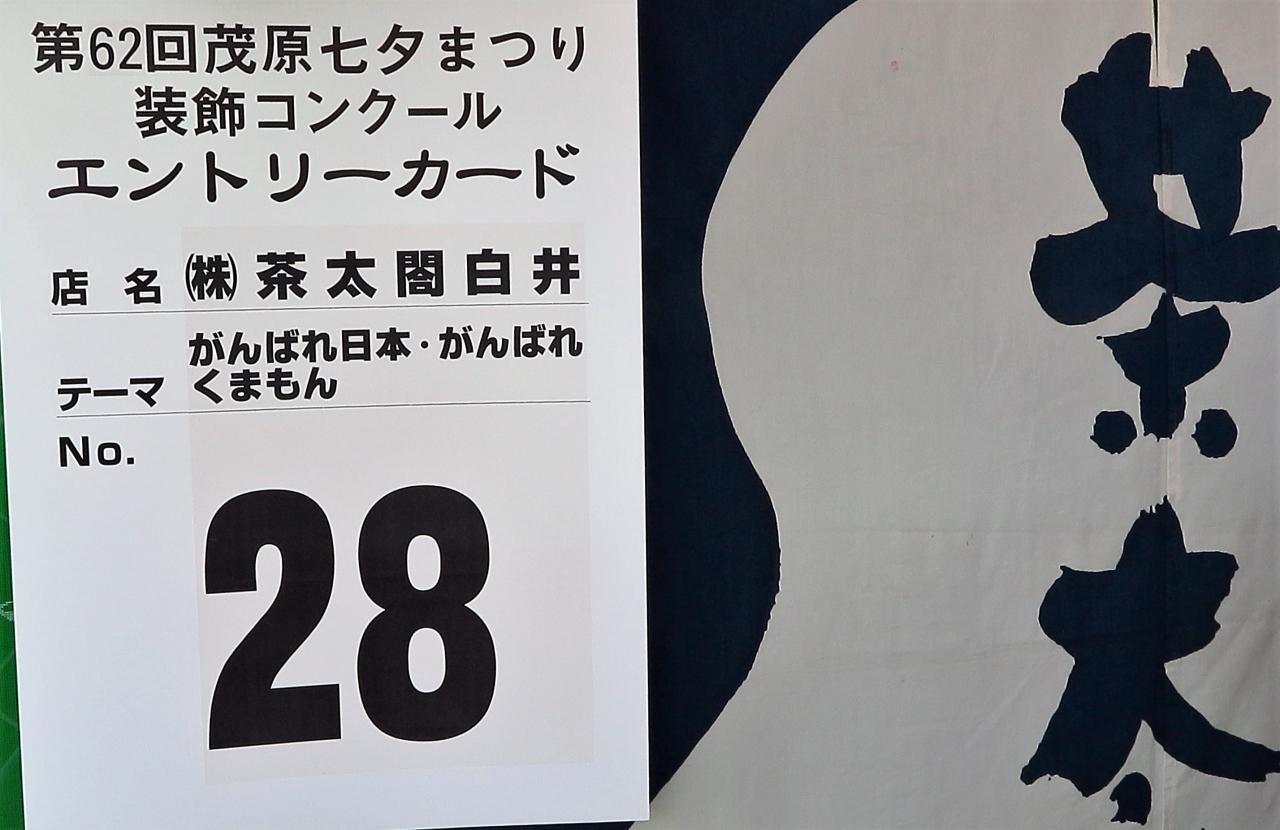 第62回茂原七夕まつり
装飾コンクール
エントリーカード
店 名 ㈱ 茶太閤白井
がんばれ日本・がんばれ
テーマ くまもん
No.
28
茶太